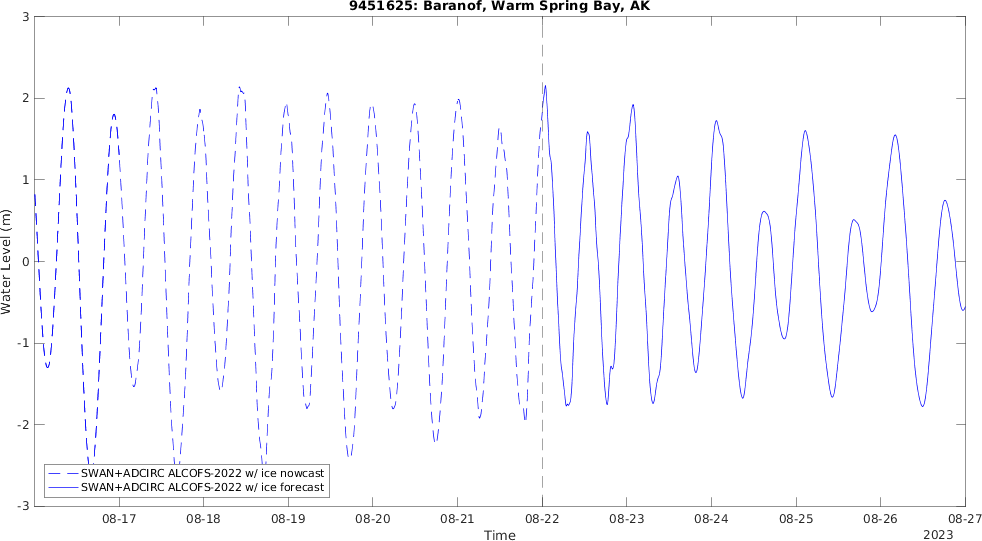 9451625: Baranof, Warm Spring Bay, AK
3
2
1
0
-1
-2
-3
Water Level (m)
SWAN+ADCIRC ALCOFS-2022 w/ ice nowcast
SWAN+ADCIRC ALCOFS-2022 w/ ice forecast
08-17 08-18 08-19 08-20 08-21 08-22 08-23 08-24 08-25 08-26 08-27
Time
2023